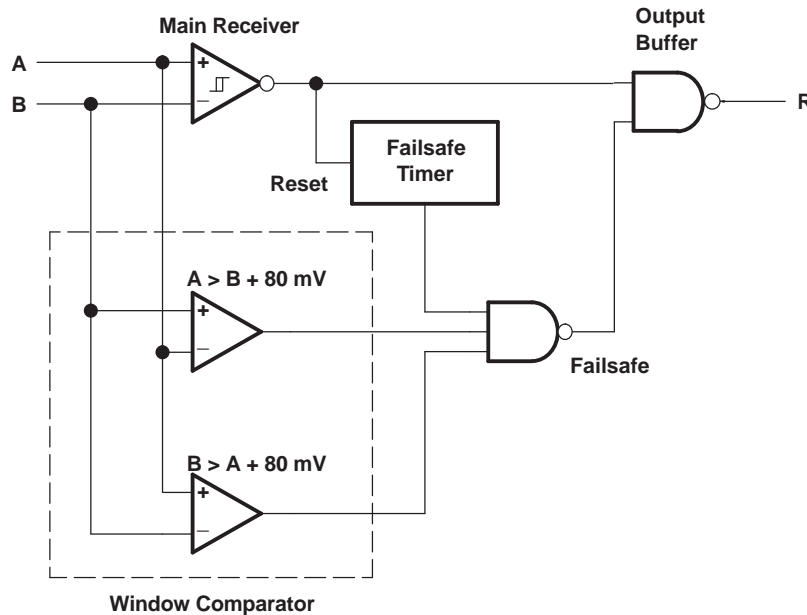 Output
Buffer
Main Receiver
A
+
_
B
R
Failsafe
Timer
Reset
A > B + 80 mV
+
_
Failsafe
B > A + 80 mV
+
_
Window Comparator